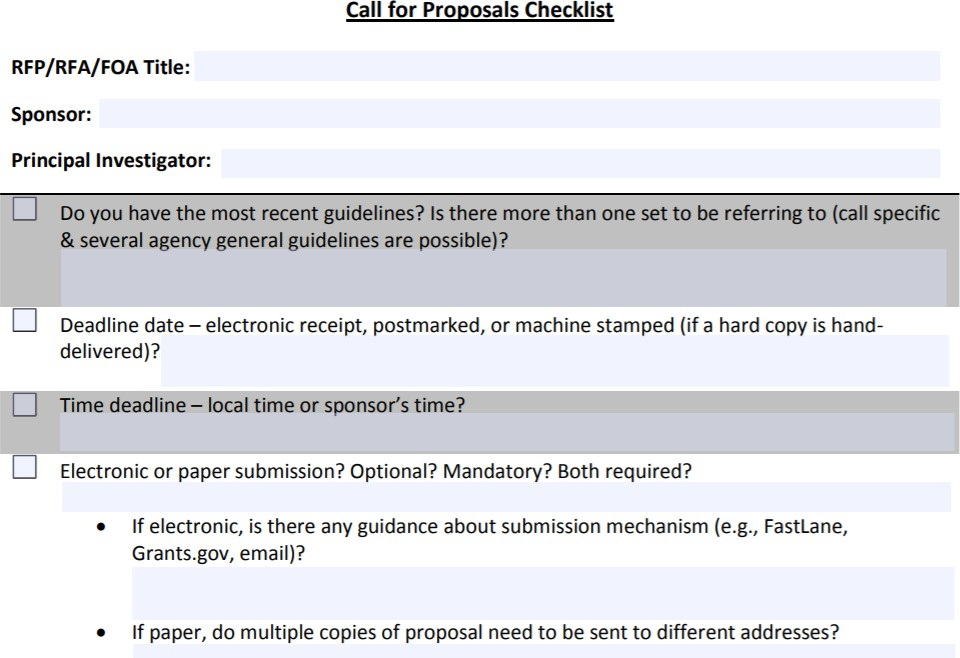 Call for Proposals Checklist
RFP/RFA/FOA Title:
Sponsor:
Principal Investigator:
Do you have the most recent guidelines? Is there more than one set to be referring to (call specific
& several agency general guidelines are possible)?
Deadline date – electronic receipt, postmarked, or machine stamped (if a hard copy is hand-
delivered)?
Time deadline – local time or sponsor’s time?
Electronic or paper submission? Optional? Mandatory? Both required?
• If electronic, is there any guidance about submission mechanism (e.g., FastLane,
Grants.gov, email)?
• If paper, do multiple copies of proposal need to be sent to different addresses?